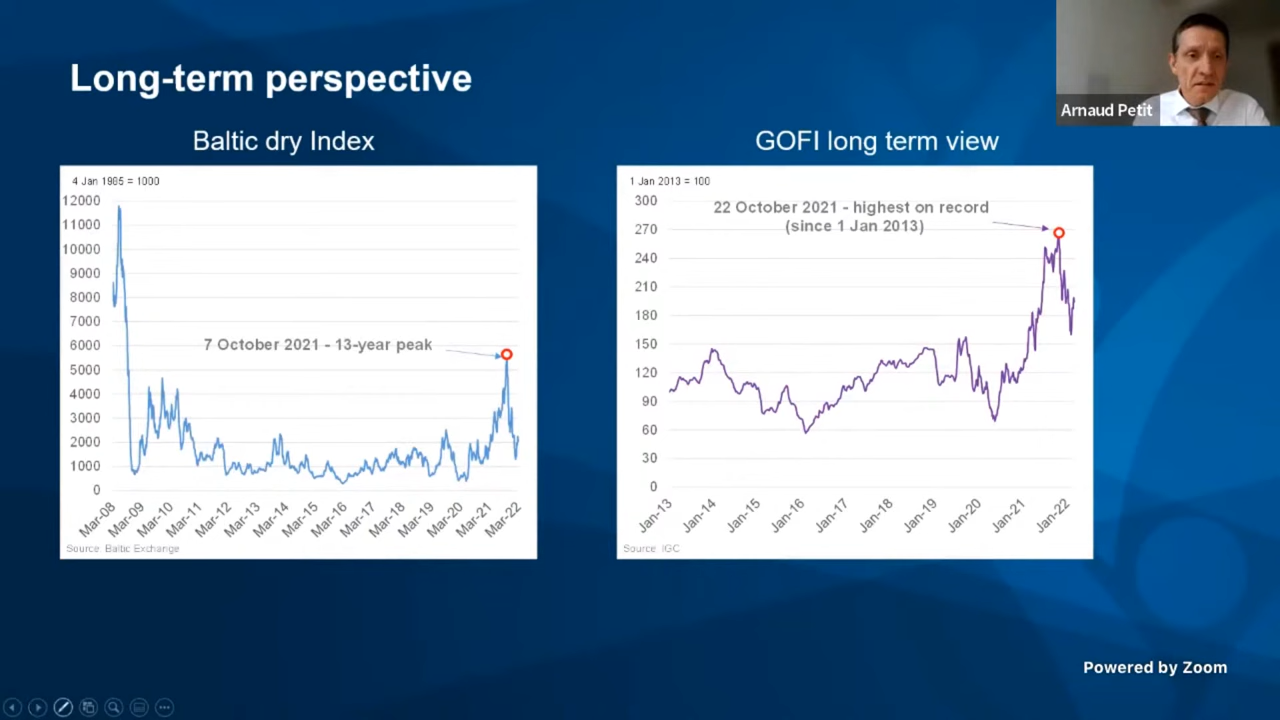 Long-term perspective
Arnaud Petit
Baltic dry Index
4 Jan 1985 = 1000
12000
11000
10000
9000
8000
7000
6000
5000
4000
3000
2000
1000
0
7 October 2021 - 13-year peak
Mar-08
Mar-09
Mar-10
Mar-11
Mar-12
Mar-13
Mar-14
Mar-15
Mar-16
Mar-17
Mar-18
Mar-19
Mar-20
Mar-21
Mar-22
Source: Baltic Exchange
GOFI long term view
1 Jan 2013 = 100
300
270
240
210
180
150
120
90
60
30
0
22 October 2021 - highest on record
(since 1 Jan 2013)
Jan-13
Jan-14
Jan-15
Jan-16
Jan-17
Jan-18
Jan-19
Jan-20
Jan-21
Jan-22
Source: IGC
Powered by Zoom